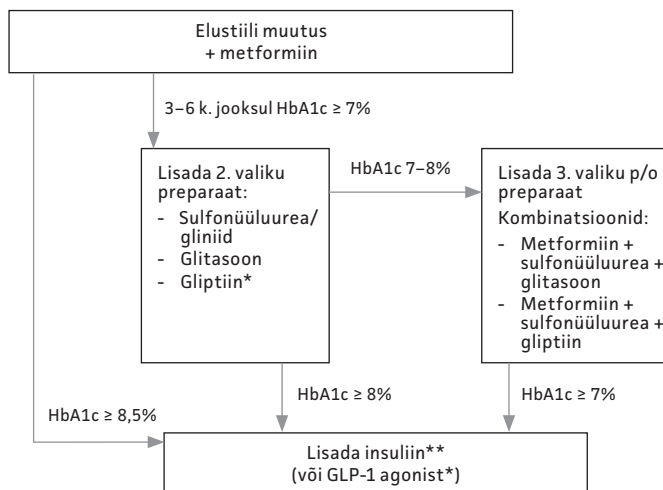 Elustiili muutus
+ metformiin
3–6 k. jooksul HbA1c ≥ 7%
Lisada 2. valiku
preparaat:
- Sulfonüüluurea/
gliniid
- Glitasoon
- Gliptiin*
HbA1c 7–8%
Lisada 3. valiku p/o
preparaat
Kombinatsioonid:
- Metformiin +
sulfonüüluurea +
glitasoon
- Metformiin +
sulfonüüluurea +
gliptiin
HbA1c ≥ 8,5%
HbA1c ≥ 8%
HbA1c ≥ 7%
Lisada insuliin**
(või GLP-1 agonist*)